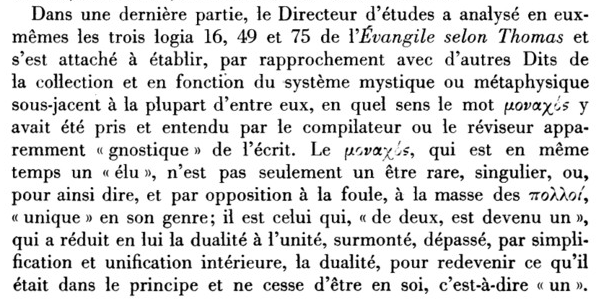 Dans une dernière partie, le Directeur d'études a analysé en eux-
mêmes les trois logia 16, 49 et 75 de l'Évangile selon Thomas et
s'est attaché à établir, par rapprochement avec d'autres Dits de
la collection et en fonction du système mystique ou métaphysique
sous-jacent à la plupart d'entre eux, en quel sens le mot μοναχός y
avait été pris et entendu par le compilateur ou le réviseur appa-
remment « gnostique » de l'écrit. Le μοναχός, qui est en même
temps un « élu », n'est pas seulement un être rare, singulier, ou,
pour ainsi dire, et par opposition à la foule, à la masse des πολλοί,
« unique » en son genre; il est celui qui, « de deux, est devenu un »,
qui a réduit en lui la dualité à l'unité, surmonté, dépassé, par simpli-
fication et unification intérieure, la dualité, pour redevenir ce qu'il
était dans le principe et ne cesse d'être en soi, c'est-à-dire « un ».